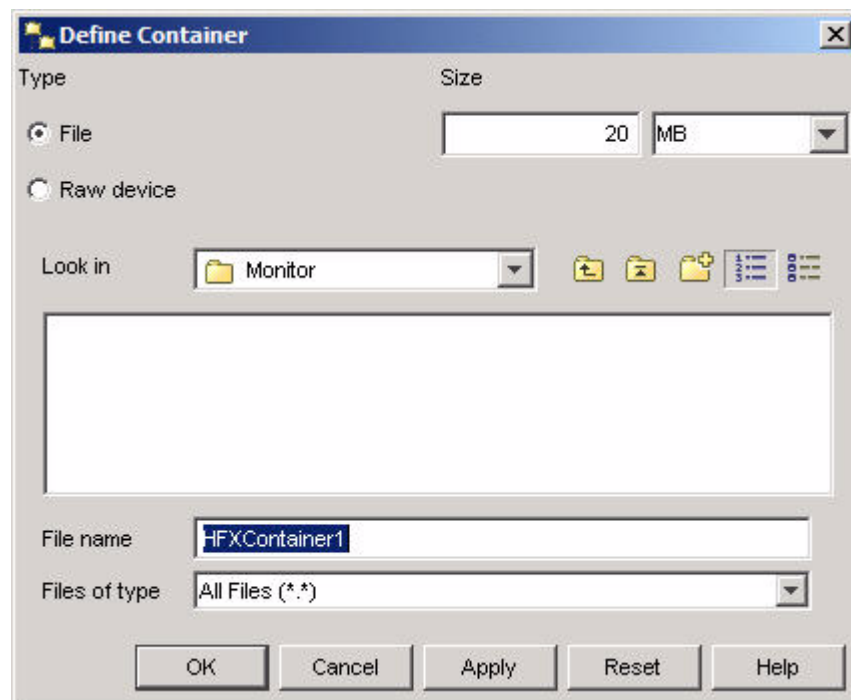 Define Container
Type
Size
File
20
MB
Raw device
Look in
Monitor
File name
HFXContainer1
Files of type
All Files (*.*)
OK
Cancel
Apply
Reset
Help